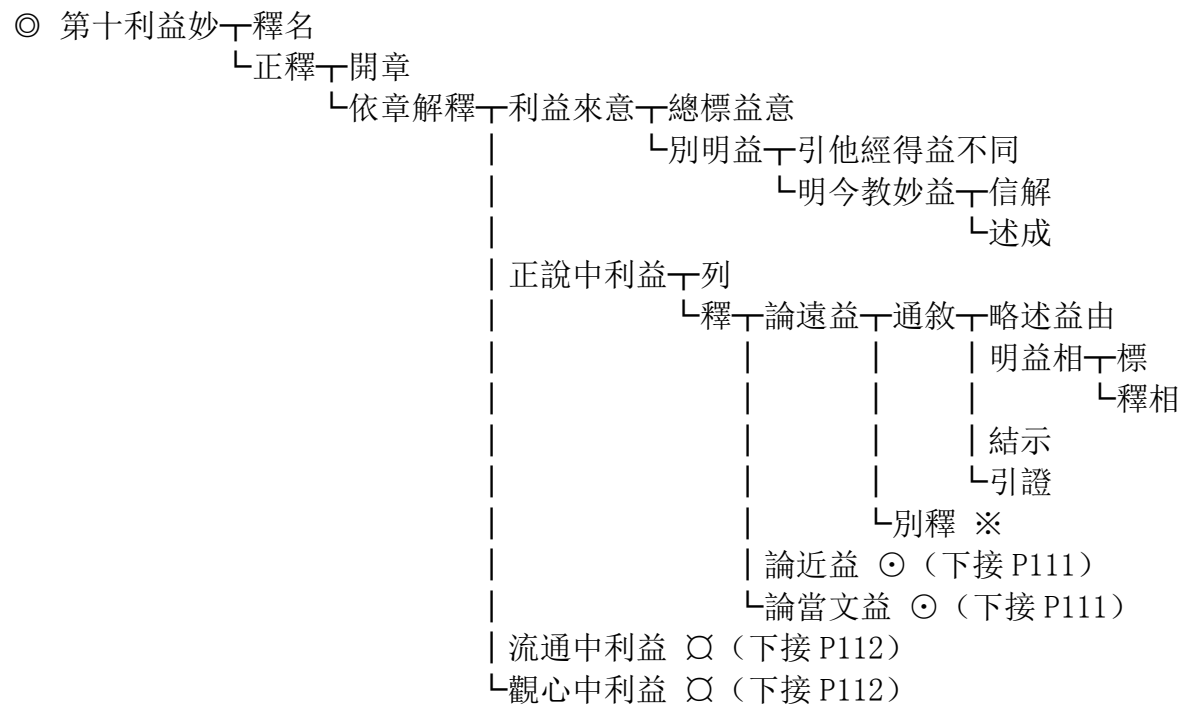 ◎ 第十利益妙┬釋名
└正釋┬開章
└依章解釋┬利益來意┬總標益意
│ └別明益┬引他經得益不同
│ └明今教妙益┬信解
│ └述成
│正說中利益┬列
│ └釋┬論遠益┬通敘┬略述益由
│ │ │ │明益相┬標
│ │ │ │ └釋相
│ │ │ │結示
│ │ │ └引證
│ │ └別釋 ※
│ │論近益 ⊙（下接 P111）
│ └論當文益 ⊙（下接 P111）
│流通中利益 ¤（下接 P112）
└觀心中利益 ¤（下接 P112）